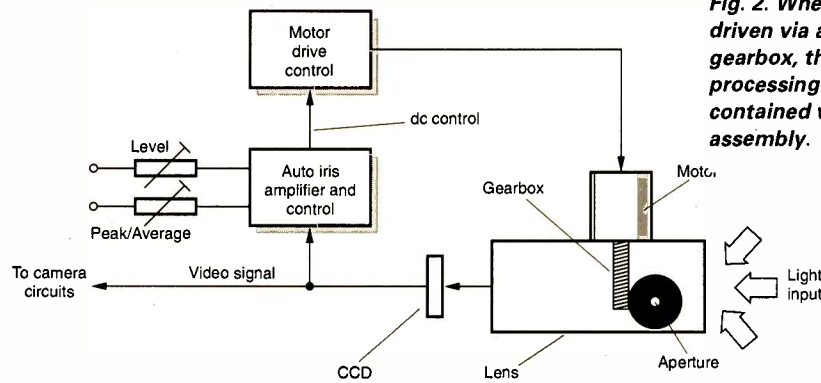 Fig. 2. Whe
driven via a
gearbox, th
processing
contained v
assembly.
Motor
drive
control
dc control
Level
Auto iris
amplifier and
control
Peak/Average
Gearbox
Motor
To camera
circuits
Video signal
Light
input
CCD
Lens
Aperture